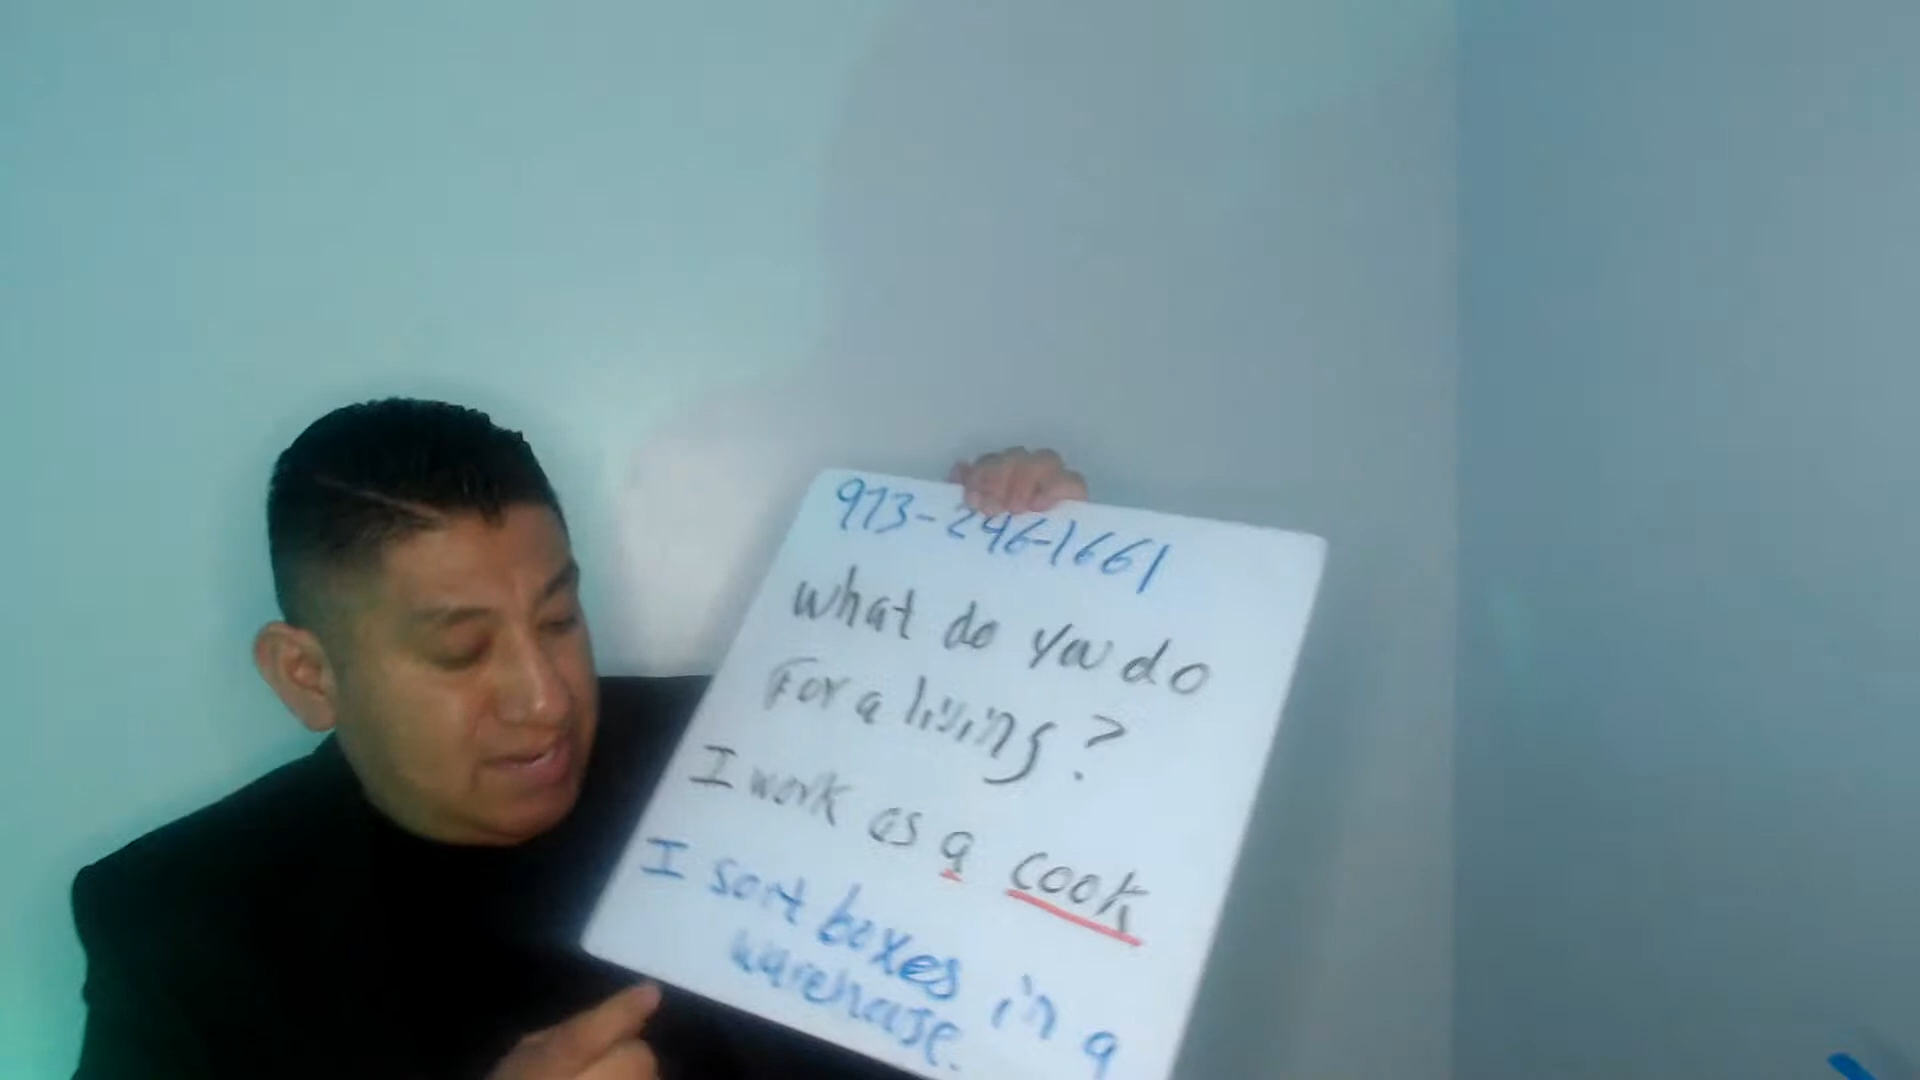 973-246-1661
what do you do
For a living?
I work as a cook
I sort boxes in a
warehouse.